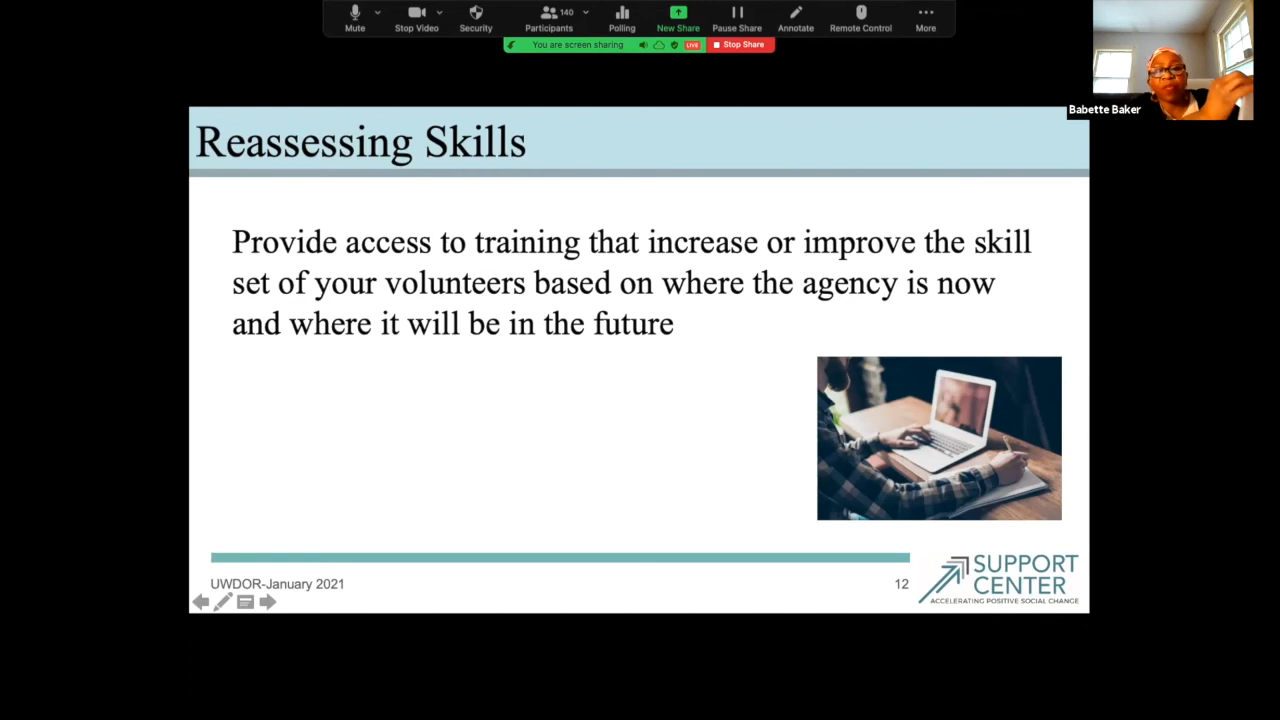 Mute
Stop Video
Security
140
Participants
Polling
New Share
Pause Share
Annotate
Remote Control
More
You are screen sharing
LIVE
Stop Share
Babette Baker
Reassessing Skills
Provide access to training that increase or improve the skill
set of your volunteers based on where the agency is now
and where it will be in the future
UWDOR-January 2021
12
SUPPORT
CENTER
ACCELERATING POSITIVE SOCIAL CHANGE